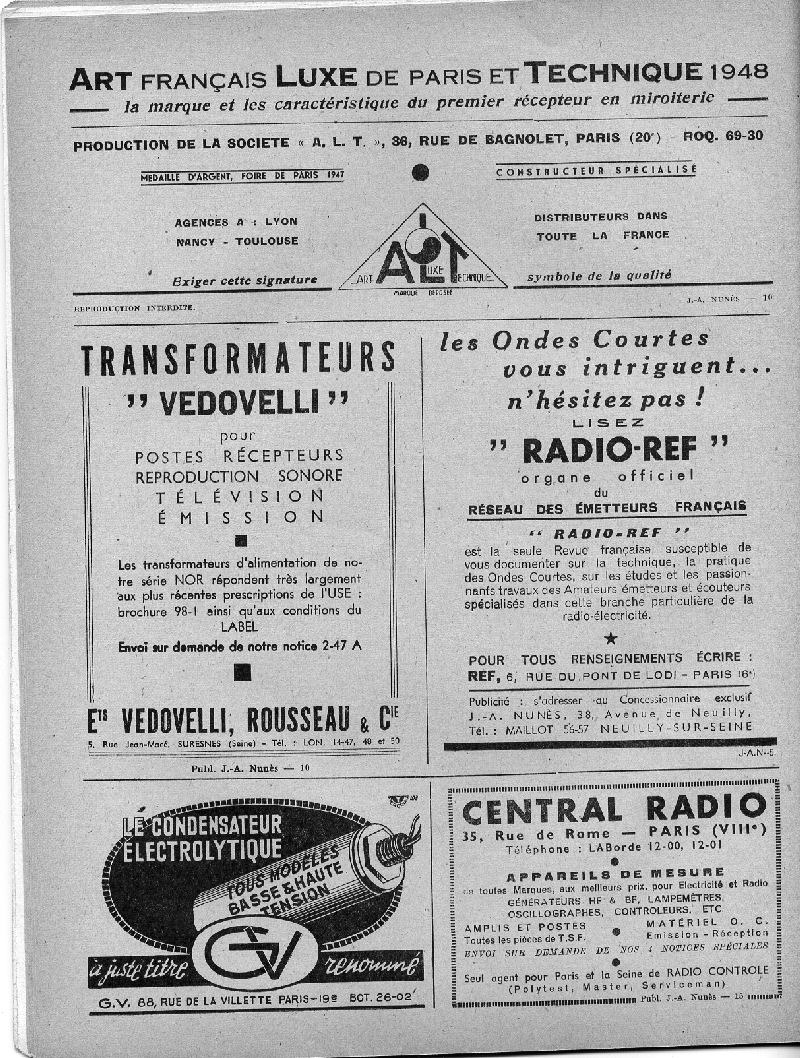 ART FRANÇAIS LUXE DE PARIS ET TECHNIQUE 1948
la marque et les caractéristique du premier récepteur en miroiterie
PRODUCTION DE LA SOCIETE « A. L. T. », 36, RUE DE BAGNOLET, PARIS (20e) - ROQ. 69-30
MEDAILLE D'ARGENT, FOIRE DE PARIS 1947
CONSTRUCTEUR SPÉCIALISÉ
AGENCES A : LYON
NANCY - TOULOUSE
Exiger cette signature
ALT
ART LUXE TECHNIQUE
MARQUE DEPOSEE
DISTRIBUTEURS DANS
TOUTE LA FRANCE
symbole de la qualité
REPRODUCTION INTERDITE.
J.-A. NUNÈS — 10
TRANSFORMATEURS
" VEDOVELLI "
pour
POSTES RÉCEPTEURS
REPRODUCTION SONORE
TÉLÉVISION
ÉMISSION
Les transformateurs d'alimentation de no-
tre série NOR répondent très largement
aux plus récentes prescriptions de l'USE :
brochure 98-1 ainsi qu'aux conditions du
LABEL
Envoi sur demande de notre notice 2-47 A
Ets VEDOVELLI, ROUSSEAU & Cie
5, Rue Jean-Macé, SURESNES (Seine) - Tél. : LON. 14-47, 48 et 50
Publ. J.-A. Nunès — 10
les Ondes Courtes
vous intriguent...
n'hésitez pas !
LISEZ
" RADIO-REF "
organe officiel
du
RÉSEAU DES ÉMETTEURS FRANÇAIS
" RADIO-REF "
est la seule Revue française susceptible de
vous documenter sur la technique, la pratique
des Ondes Courtes, sur les études et les passion-
nants travaux des Amateurs émetteurs et écouteurs
spécialisés dans cette branche particulière de la
radio-électricité.
POUR TOUS RENSEIGNEMENTS ÉCRIRE :
REF, 6, RUE DU PONT DE LODI - PARIS (6e)
Publicité : s'adresser au Concessionnaire exclusif
J.-A. NUNÈS, 38, Avenue de Neuilly,
Tél. : MAILLOT 56-57 NEUILLY-SUR-SEINE
J-A.N-5.
LE CONDENSATEUR
ÉLECTROLYTIQUE
TOUS MODÈLES
BASSE & HAUTE
TENSION
GV
à juste titre renommé
G.V. 68, RUE DE LA VILLETTE PARIS-19e BOT. 26-02
CENTRAL RADIO
35, Rue de Rome — PARIS (VIIIe)
Téléphone : LABorde 12-00, 12-01
APPAREILS DE MESURE
de toutes Marques, aux meilleurs prix, pour Electricité et Radio
GÉNÉRATEURS HF & BF, LAMPEMÈTRES,
OSCILLOGRAPHES, CONTROLEURS, ETC
AMPLIS ET POSTES
Toutes les pièces de T.S.F.
MATÉRIEL O. C.
Emission - Réception
ENVOI SUR DEMANDE DE NOS 4 NOTICES SPÉCIALES
Seul agent pour Paris et la Seine de RADIO CONTROLE
(Polytest, Master, Serviceman)
Publ. J.-A. Nunès — 15